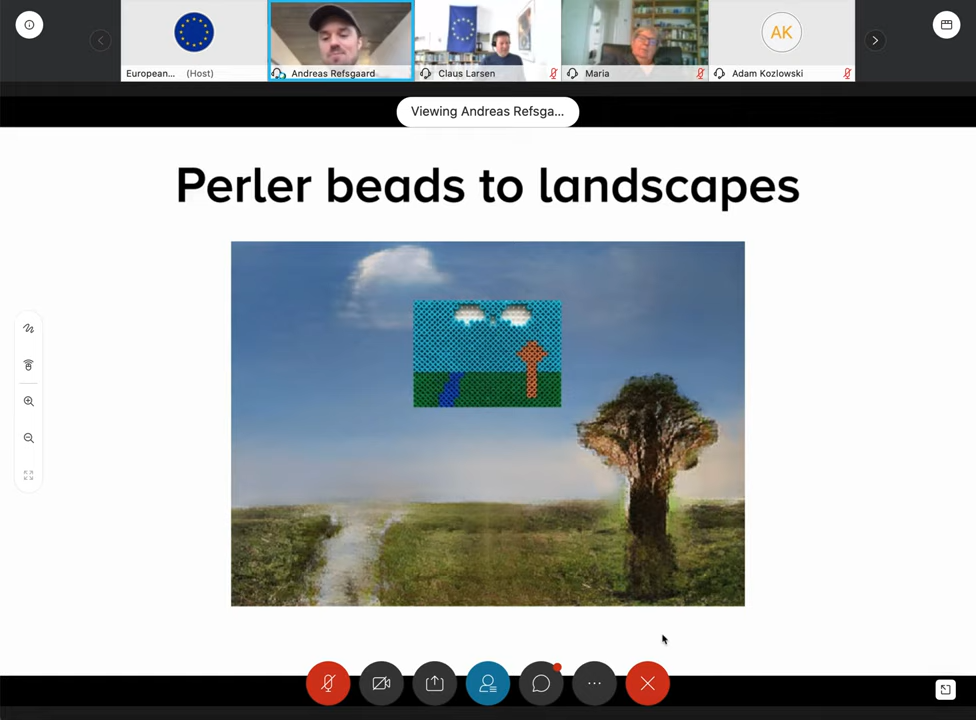 European... (Host)
Andreas Refsgaard
Claus Larsen
Maria
AK
Adam Kozlowski
Viewing Andreas Refsga...
Perler beads to landscapes